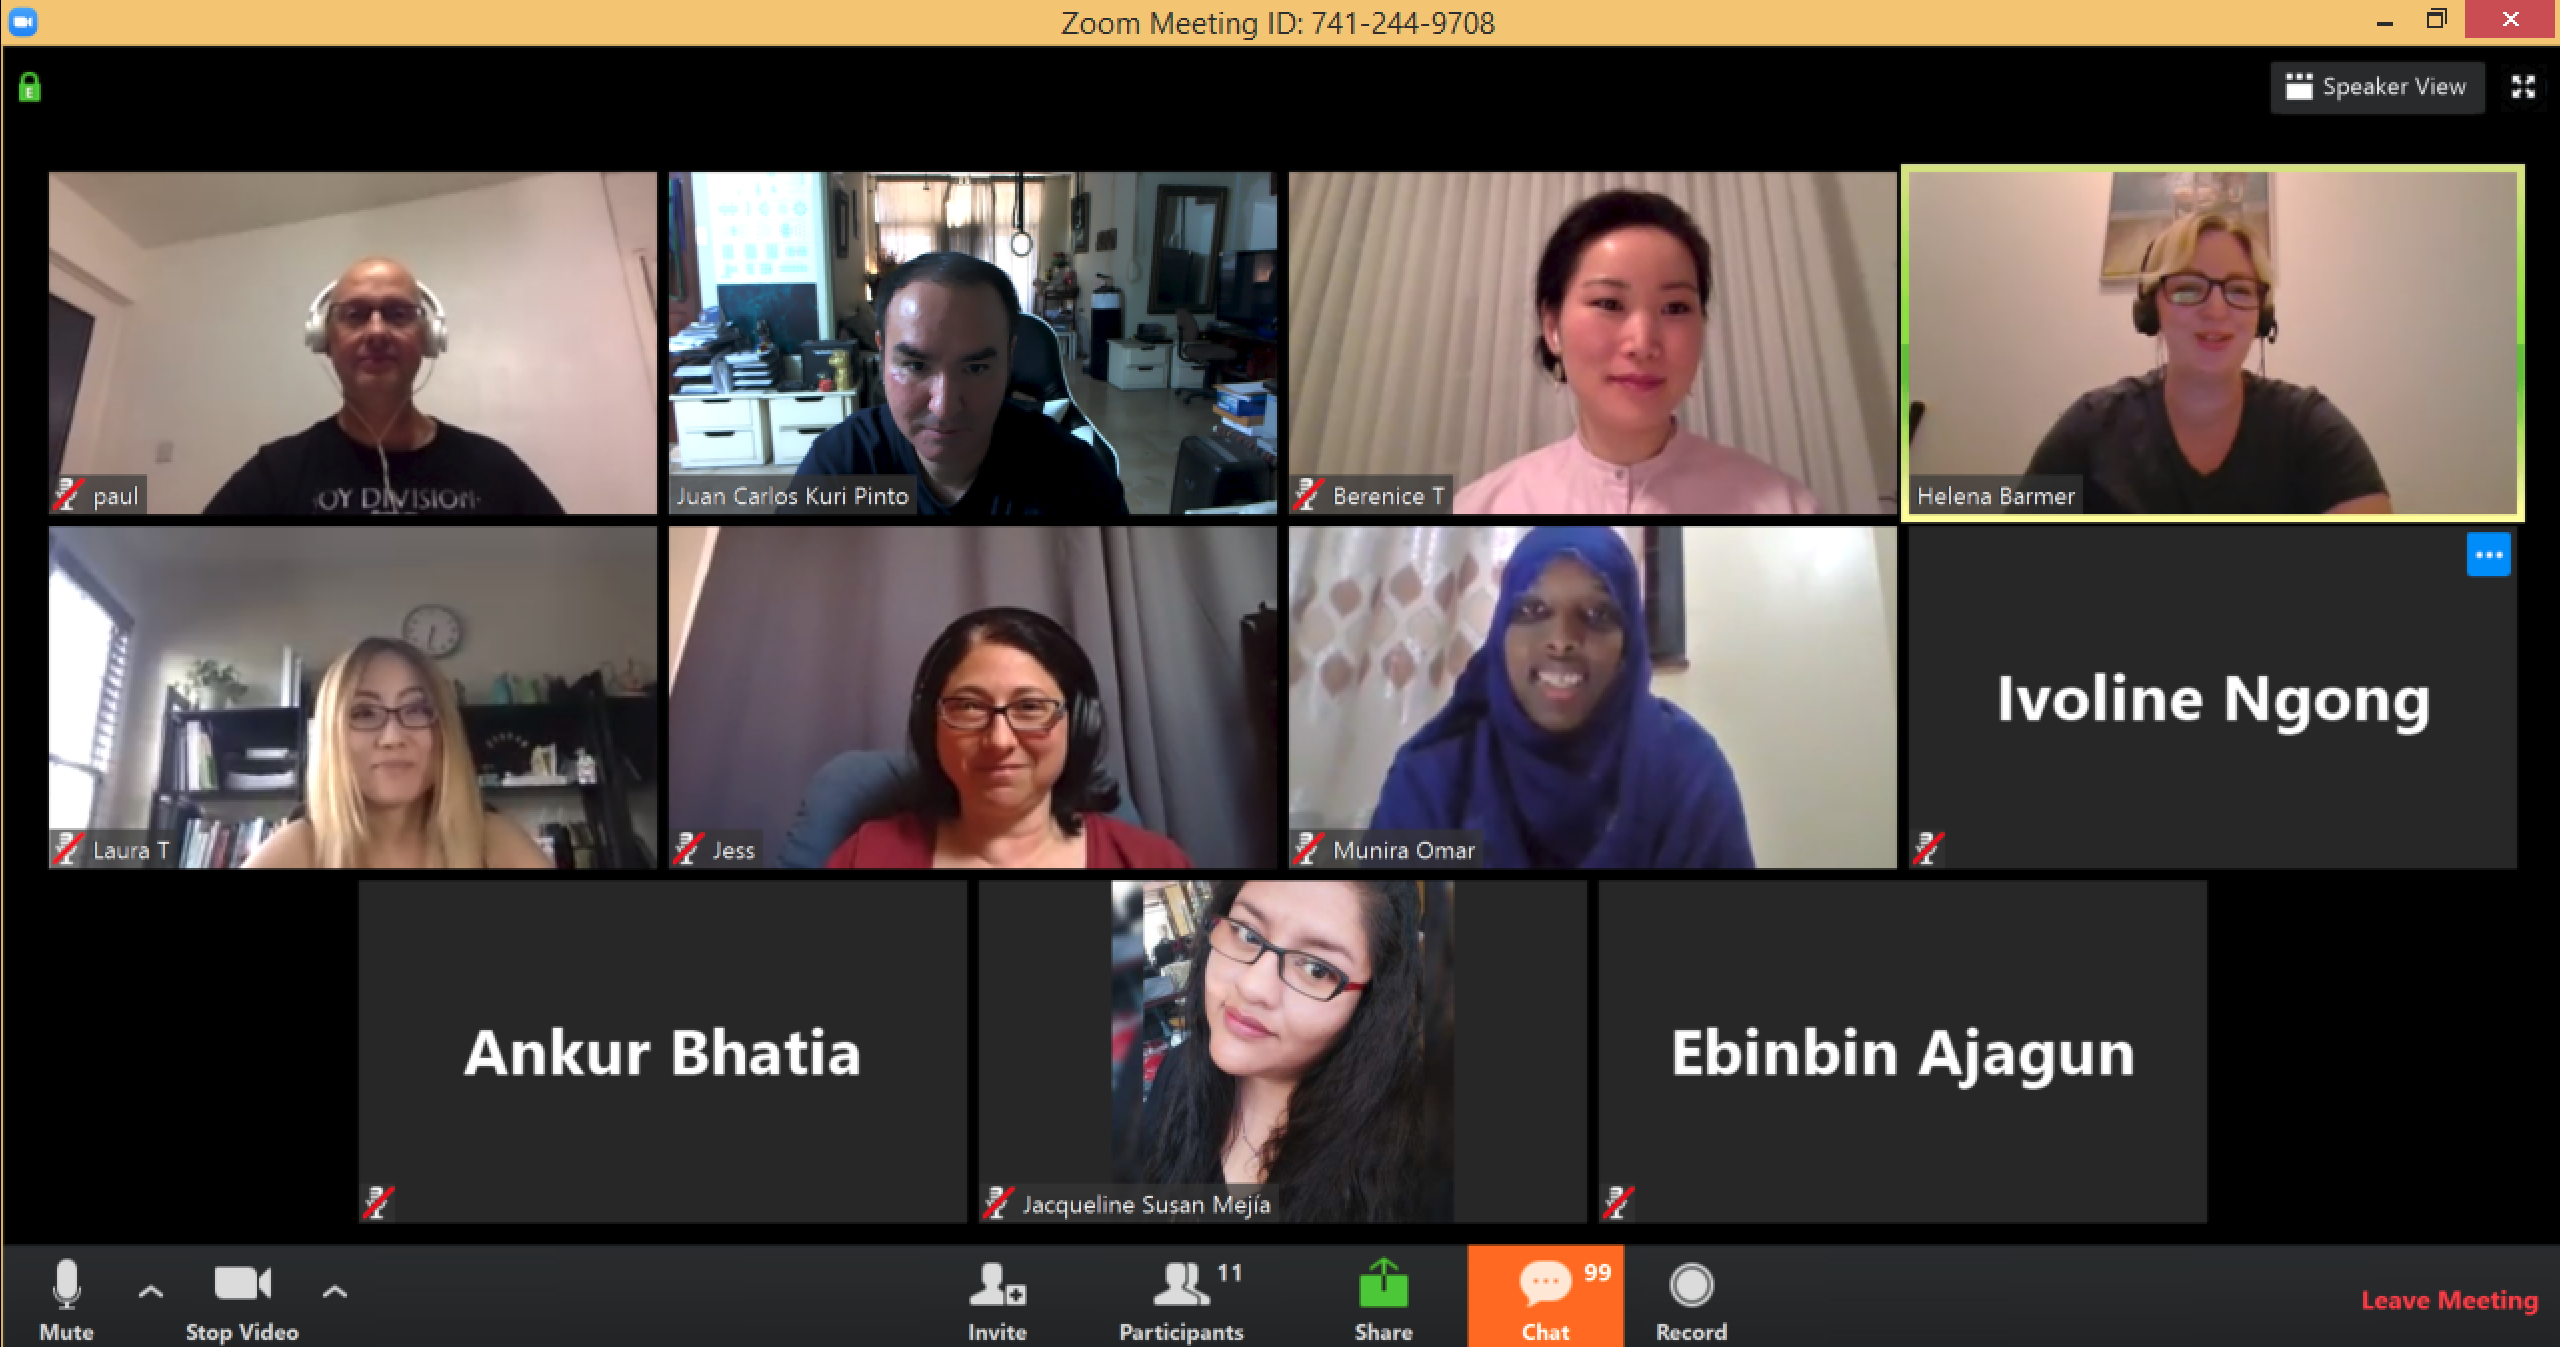 Zoom Meeting ID: 741-244-9708
E
Speaker View
paul
OY DIVISION
Juan Carlos Kuri Pinto
Berenice T
Helena Barmer
Laura T
Jess
Munira Omar
Ivoline Ngong
Ankur Bhatia
Jacqueline Susan Mejía
Ebinbin Ajagun
Mute
Stop Video
Invite
11
Participants
Share
99
Chat
Record
Leave Meeting